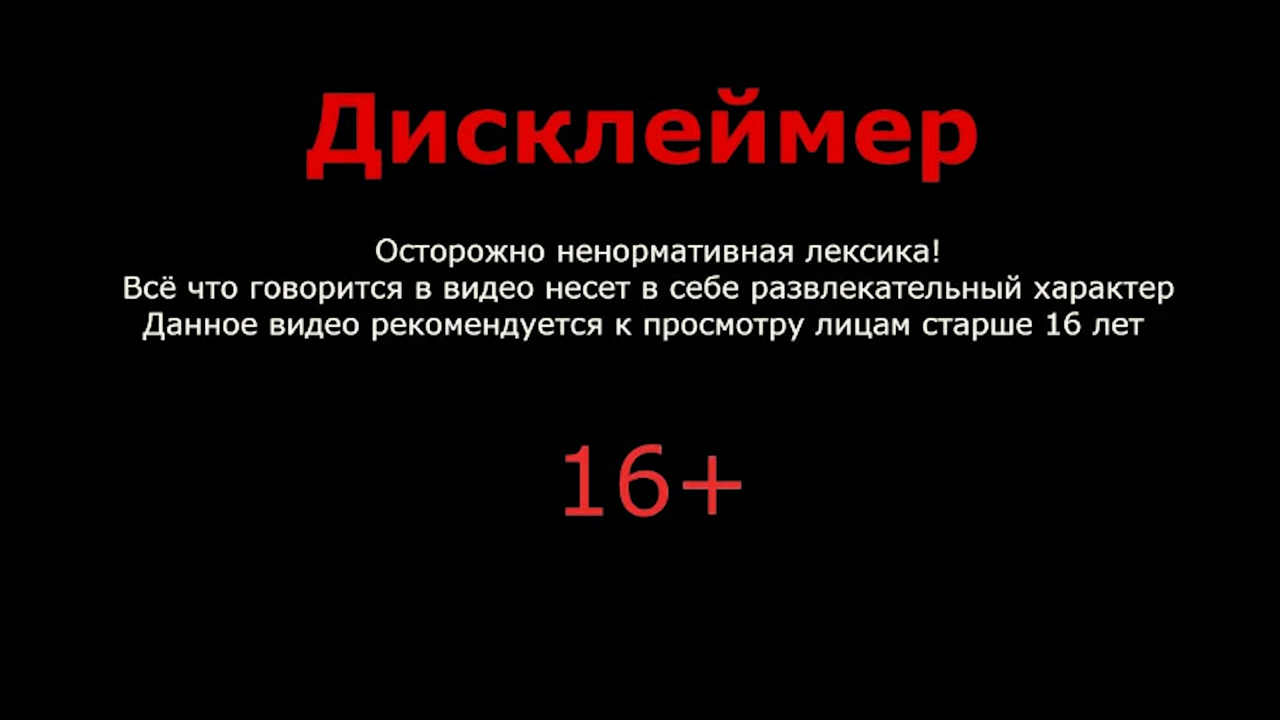 Дисклеймер
Осторожно ненормативная лексика!
Всё что говорится в видео несет в себе развлекательный характер
Данное видео рекомендуется к просмотру лицам старше 16 лет
16+